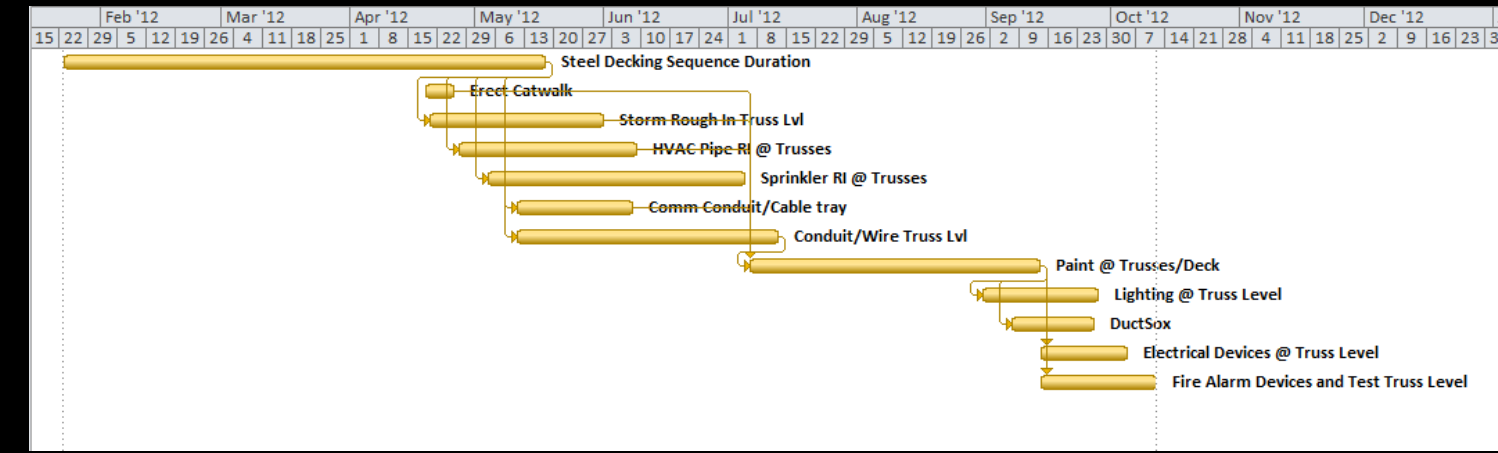 Feb '12 Mar '12 Apr '12 May '12 Jun '12 Jul '12 Aug '12 Sep '12 Oct '12 Nov '12 Dec '12
15 22 29 5 12 19 26 4 11 18 25 1 8 15 22 29 6 13 20 27 3 10 17 24 1 8 15 22 29 5 12 19 26 2 9 16 23 30 7 14 21 28 4 11 18 25 2 9 16 23 3
Steel Decking Sequence Duration
Erect Catwalk
Storm Rough In Truss Lvl
HVAC Pipe RI @ Trusses
Sprinkler RI @ Trusses
Comm Conduit/Cable tray
Conduit/Wire Truss Lvl
Paint @ Trusses/Deck
Lighting @ Truss Level
DuctSox
Electrical Devices @ Truss Level
Fire Alarm Devices and Test Truss Level